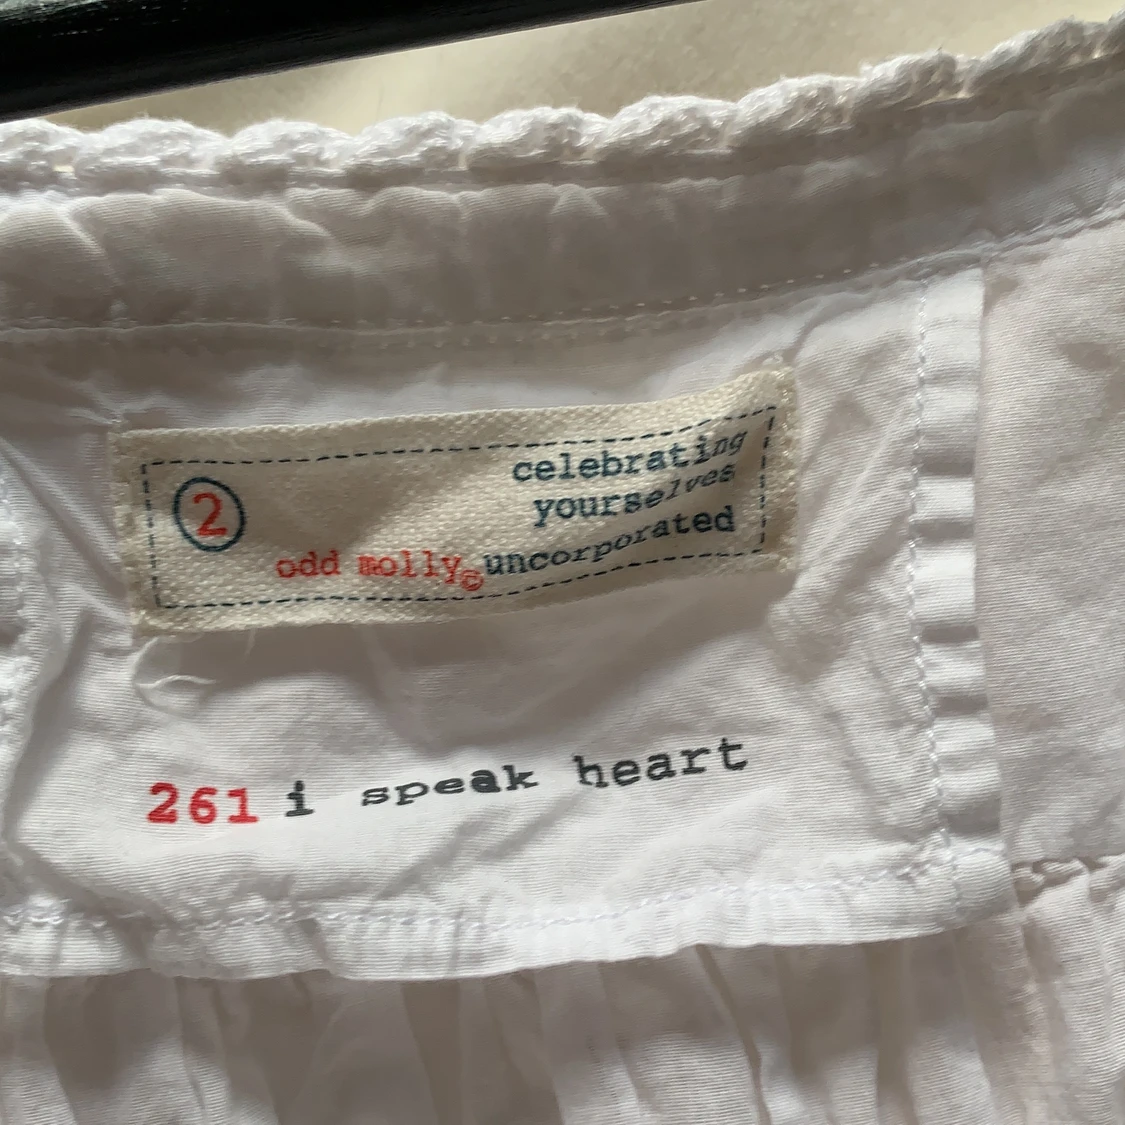 2
celebrating
yourselves
odd molly© uncorporated
261 i speak heart